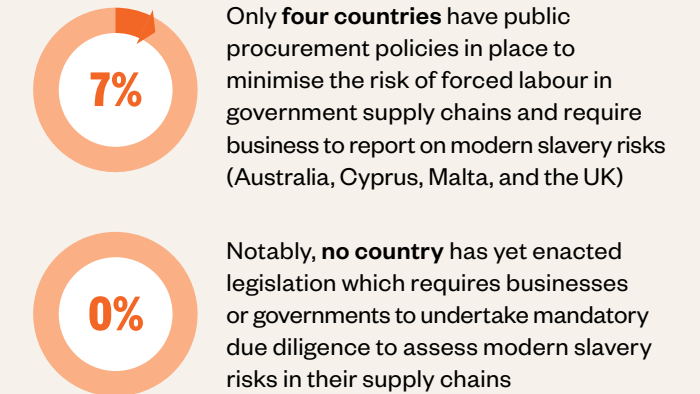 7%
Only four countries have public
procurement policies in place to
minimise the risk of forced labour in
government supply chains and require
business to report on modern slavery risks
(Australia, Cyprus, Malta, and the UK)
0%
Notably, no country has yet enacted
legislation which requires businesses
or governments to undertake mandatory
due diligence to assess modern slavery
risks in their supply chains